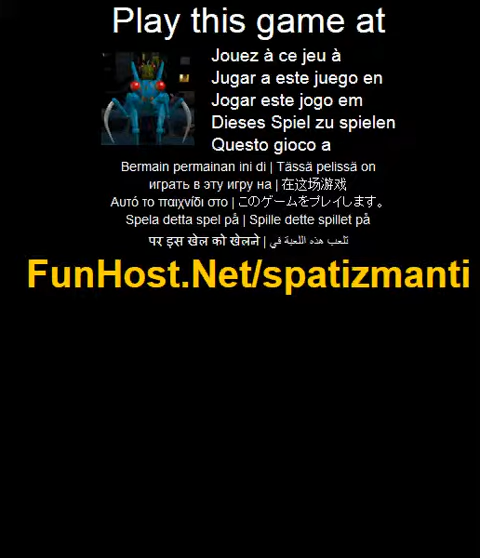 Play this game at
Jouez à ce jeu à
Jugar a este juego en
Jogar este jogo em
Dieses Spiel zu spielen
Questo gioco a
Bermain permainan ini di | Tässä pelissä on
играть в эту игру на | 在这场游戏
Αυτό το παιχνίδι στο | このゲームをプレイします。
Spela detta spel på | Spille dette spillet på
पर इस खेल को खेलने | تلعب هذه اللعبة في
FunHost.Net/spatizmanti